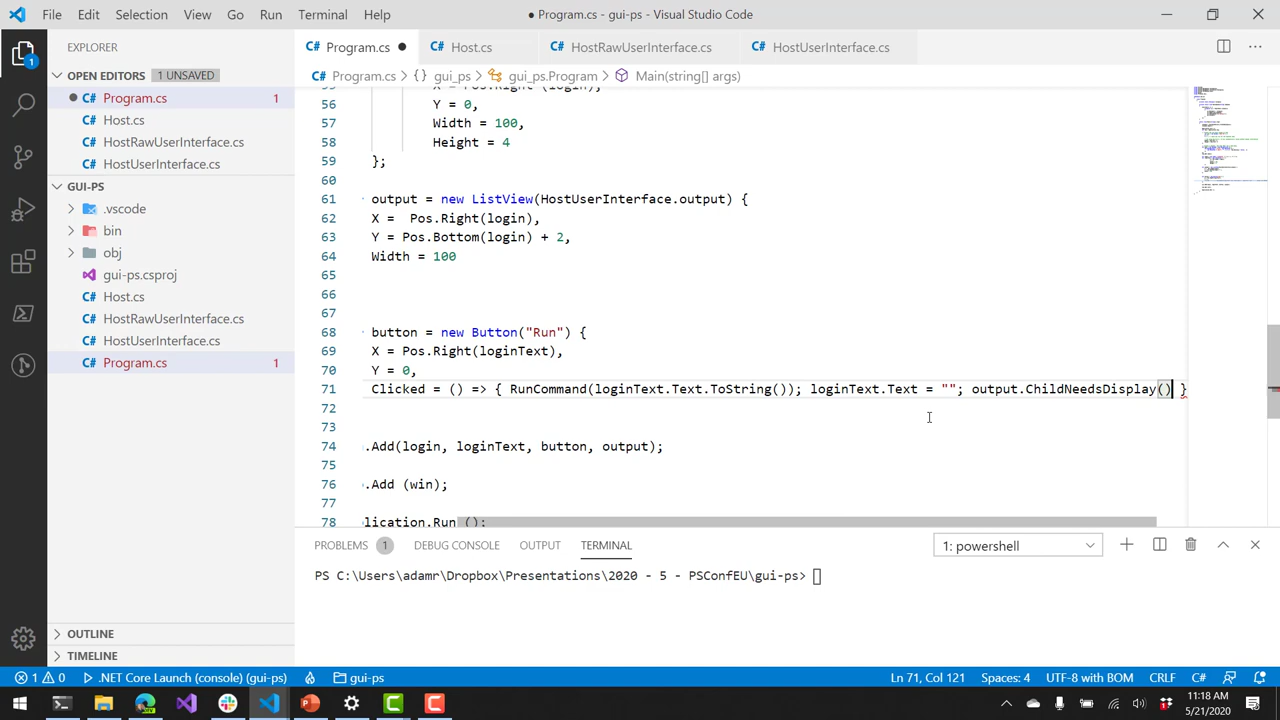 File Edit Selection View Go Run Terminal Help
● Program.cs - gui-ps - Visual Studio Code
EXPLORER
OPEN EDITORS 1 UNSAVED
● C# Program.cs 1
C# Host.cs
C# HostRawUserInterface.cs
C# HostUserInterface.cs
GUI-PS
.vscode
bin
obj
gui-ps.csproj
C# Host.cs
C# HostRawUserInterface.cs
C# HostUserInterface.cs
C# Program.cs 1
OUTLINE
TIMELINE
C# Program.cs ●
C# Host.cs
C# HostRawUserInterface.cs
C# HostUserInterface.cs
C# Program.cs > {} gui_ps > gui_ps.Program > Main(string[] args)
55 X = Pos.Right (login),
56 Y = 0,
57 Width = 100,
58 Height = 4
59 };
60
61 output = new ListView(HostUserInterface.output) {
62 X =  Pos.Right(login),
63 Y = Pos.Bottom(login) + 2,
64 Width = 100
65
66
67
68 button = new Button("Run") {
69 X = Pos.Right(loginText),
70 Y = 0,
71 Clicked = () => { RunCommand(loginText.Text.ToString()); loginText.Text = ""; output.ChildNeedsDisplay() }
72
73
74 .Add(login, loginText, button, output);
75
76 .Add (win);
77
78 lication.Run ();
PROBLEMS 1 DEBUG CONSOLE OUTPUT TERMINAL
1: powershell
PS C:\Users\adamr\Dropbox\Presentations\2020 - 5 - PSConfEU\gui-ps>
1 0 .NET Core Launch (console) (gui-ps) gui-ps
Ln 71, Col 121 Spaces: 4 UTF-8 with BOM CRLF C#
11:18 AM
5/21/2020